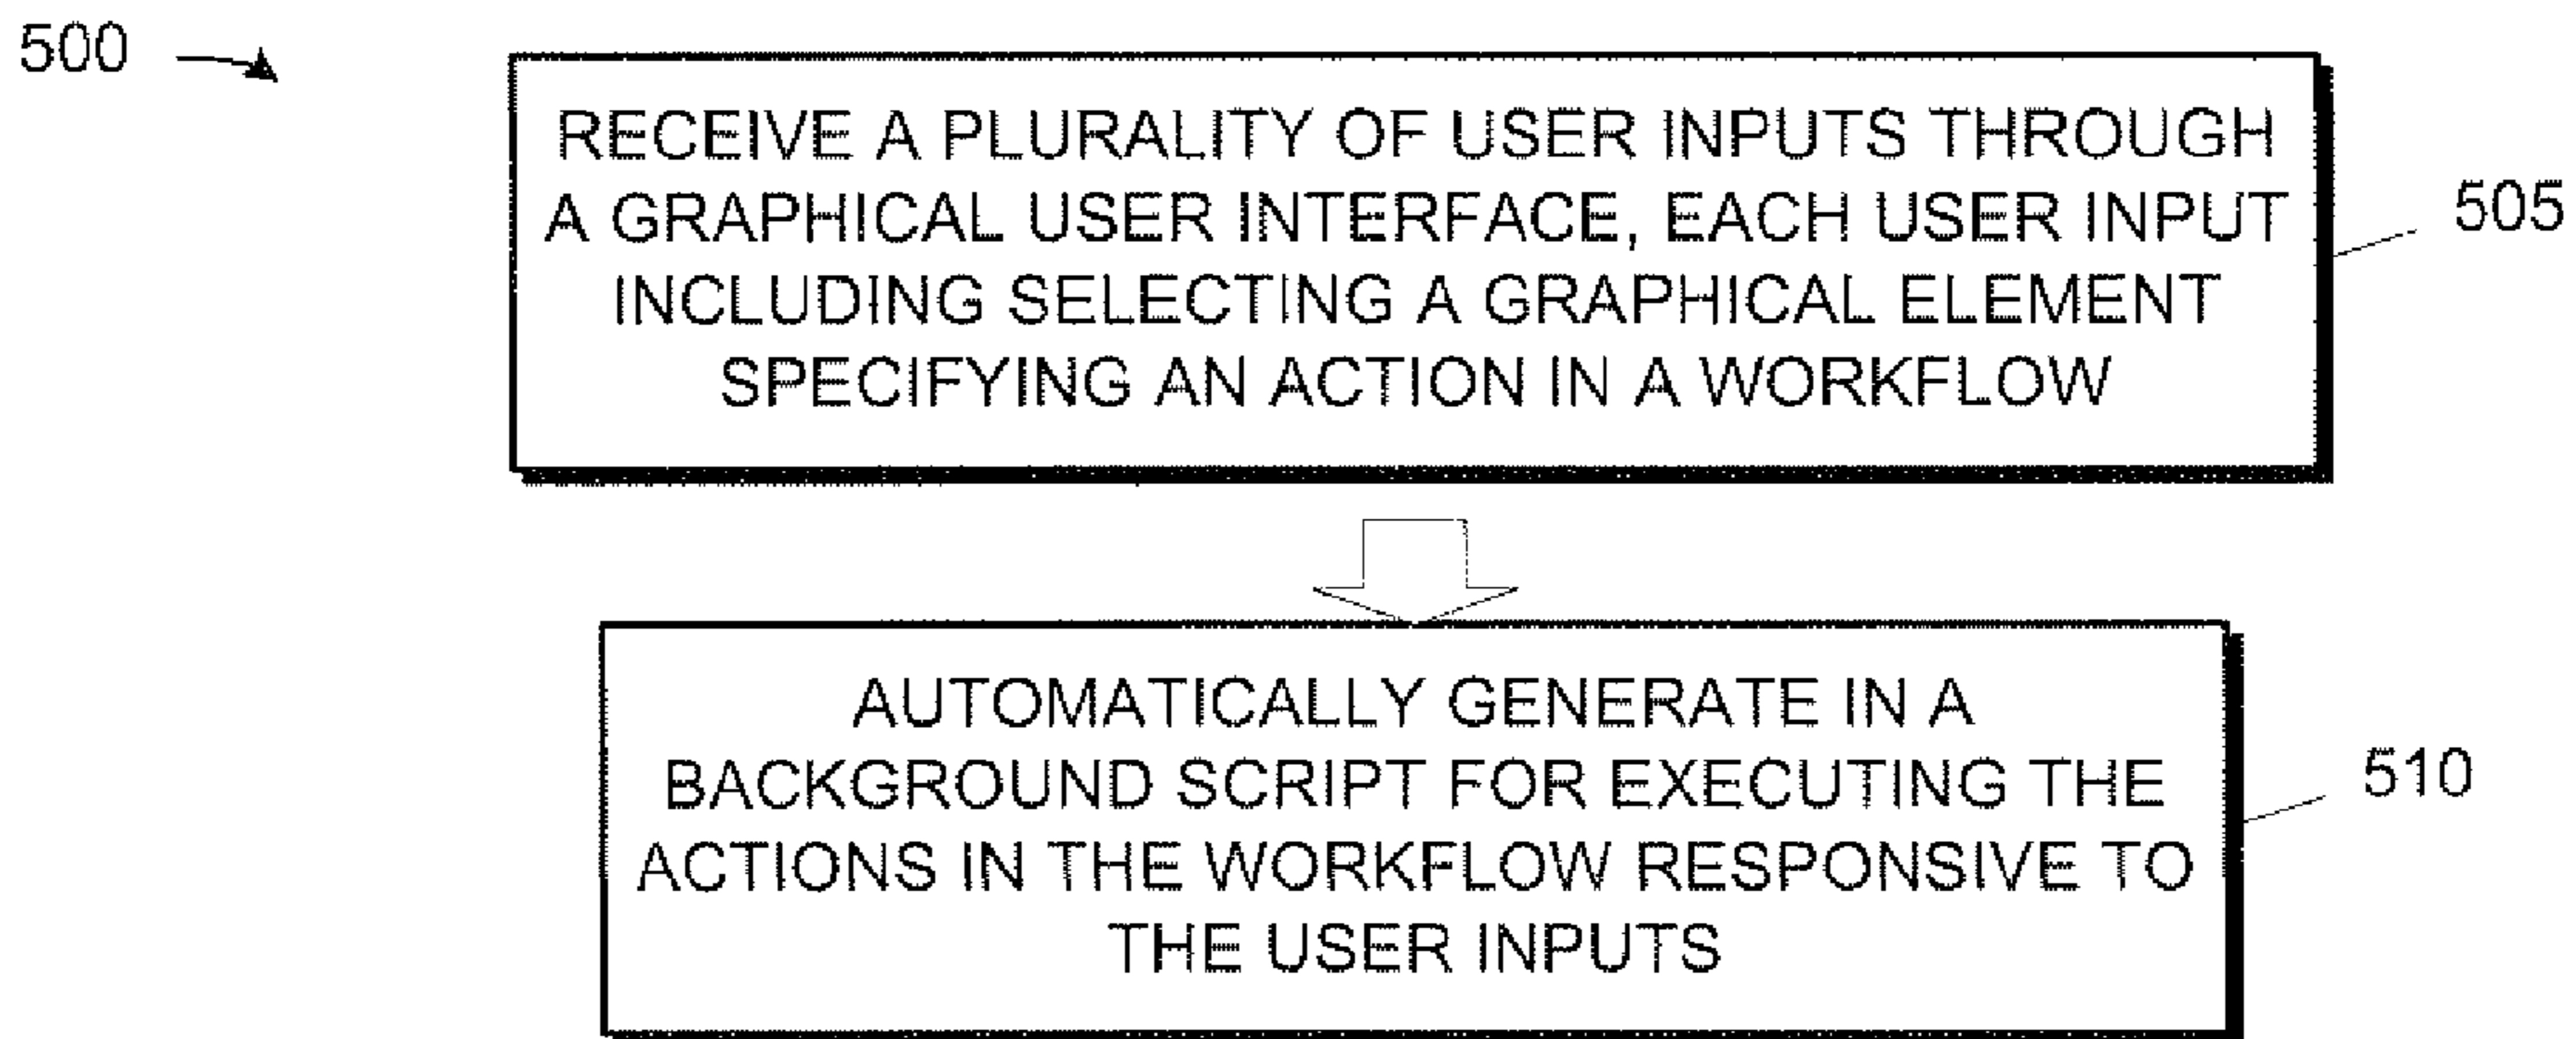 500
RECEIVE A PLURALITY OF USER INPUTS THROUGH
A GRAPHICAL USER INTERFACE, EACH USER INPUT
INCLUDING SELECTING A GRAPHICAL ELEMENT
SPECIFYING AN ACTION IN A WORKFLOW
505
AUTOMATICALLY GENERATE IN A
BACKGROUND SCRIPT FOR EXECUTING THE
ACTIONS IN THE WORKFLOW RESPONSIVE TO
THE USER INPUTS
510